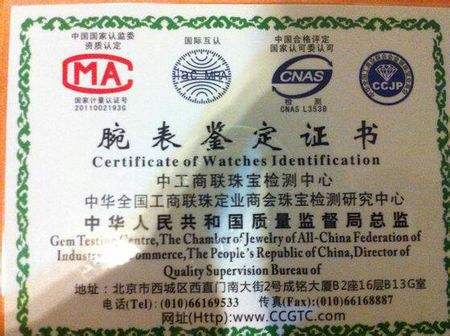 中国国家认监委 国际互认 中国合格评定
资质认定 国家认可委认可
CMA ilac-MRA CNAS CCJP
国家计量认证号 检 测
2011002193G CNAS L3538
腕表鉴定证书
Certificate of Watches Identification
中工商联珠宝检测中心
中华全国工商联珠定业商会珠宝检测研究中心
中华人民共和国质量监督局总监
Gem Testing Centre,The Chamber of Jewelry of All-China Federation of
Industry Commerce,The People's Republic of China,Director of
Quality Supervision Bureau of
地址:北京市西城区西直门南大街2号成铭大厦B2座16层B13G室
电话(Tel):(010)66169533 传真(Fax):(010)66168887
网址(Http):www.CCGTC.com